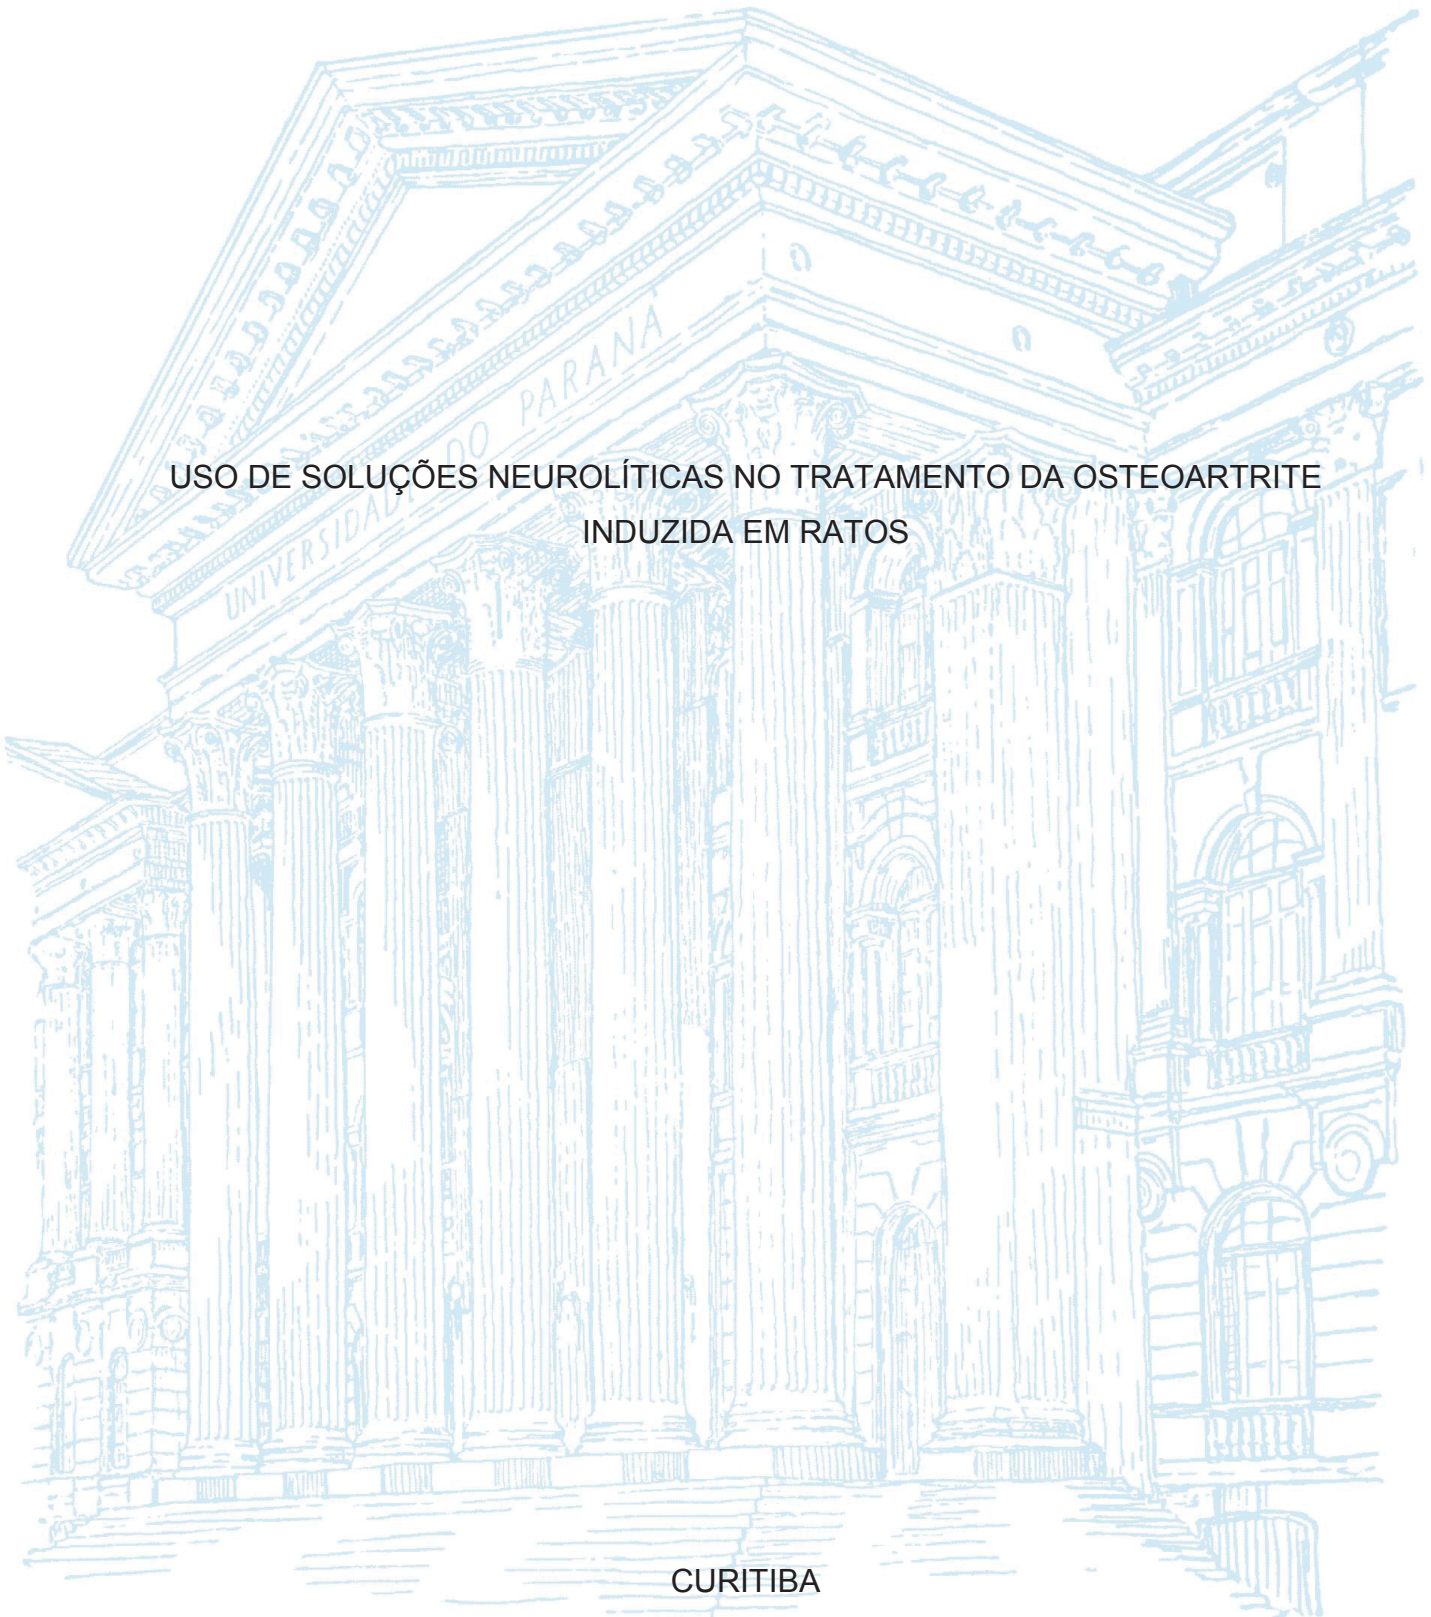 UNIVERSIDADE DO PARANÁ
USO DE SOLUÇÕES NEUROLÍTICAS NO TRATAMENTO DA OSTEOARTRITE
INDUZIDA EM RATOS
CURITIBA